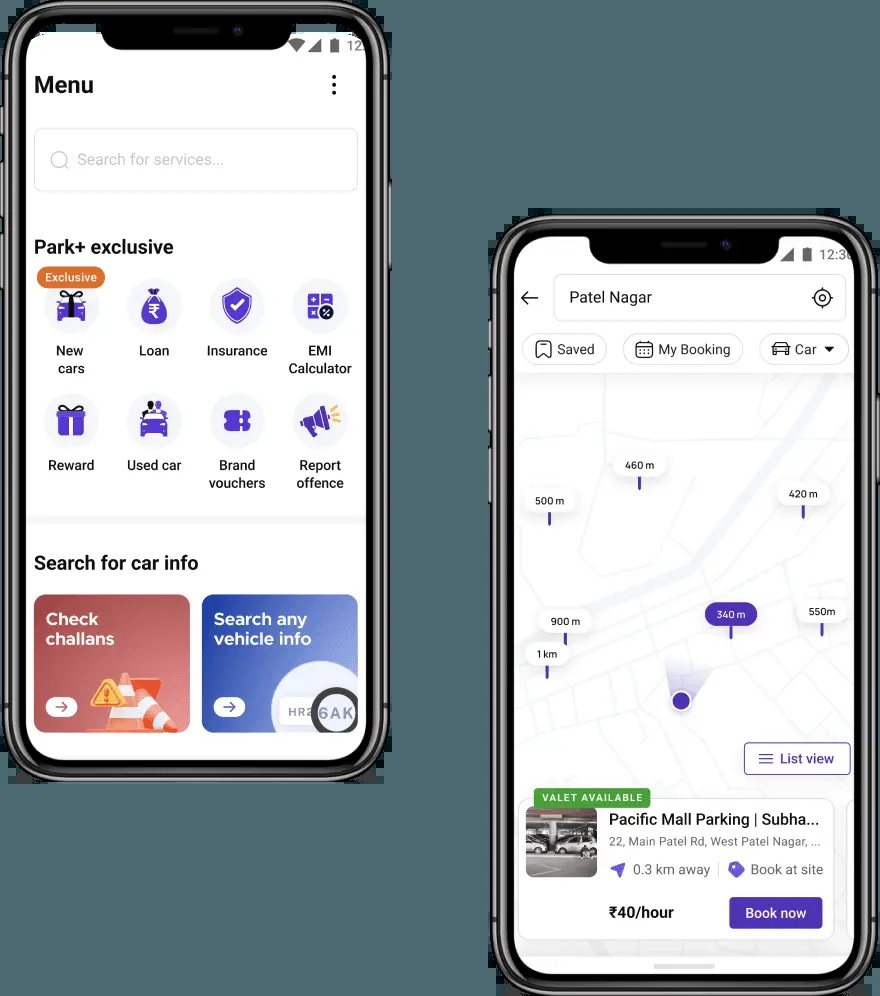 12:
Menu
Search for services...
Park+ exclusive
Exclusive
New
cars
Loan
Insurance
EMI
Calculator
Reward
Used car
Brand
vouchers
Report
offence
Search for car info
Check
challans
Search any
vehicle info
HR2
6AK
12:30
Patel Nagar
Saved
My Booking
Car
460 m
500 m
420 m
340 m
550m
900 m
1 km
List view
VALET AVAILABLE
Pacific Mall Parking | Subha...
22, Main Patel Rd, West Patel Nagar, ...
0.3 km away
Book at site
₹40/hour
Book now